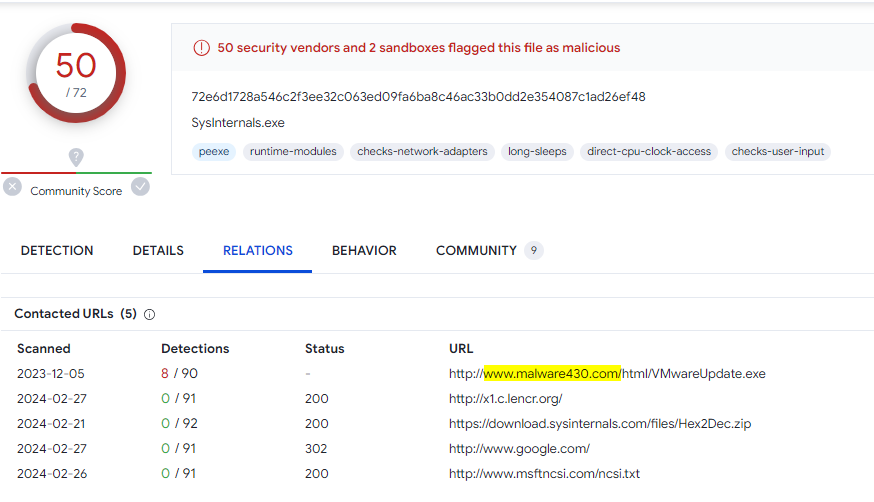 50
/ 72
?
Community Score
50 security vendors and 2 sandboxes flagged this file as malicious
72e6d1728a546c2f3ee32c063ed09fa6ba8c46ac33b0dd2e354087c1ad26ef48
SysInternals.exe
peexe runtime-modules checks-network-adapters long-sleeps direct-cpu-clock-access checks-user-input
DETECTION DETAILS RELATIONS BEHAVIOR COMMUNITY 9
Contacted URLs (5)
Scanned Detections Status URL
2023-12-05 8 / 90 - http://www.malware430.com/html/VMwareUpdate.exe
2024-02-27 0 / 91 200 http://x1.c.lencr.org/
2024-02-21 0 / 92 200 https://download.sysinternals.com/files/Hex2Dec.zip
2024-02-27 0 / 91 302 http://www.google.com/
2024-02-26 0 / 91 200 http://www.msftncsi.com/ncsi.txt